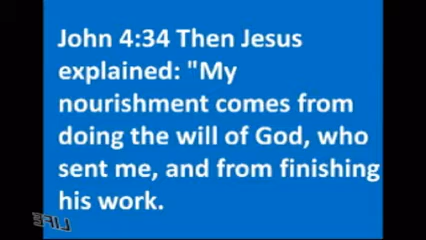 John 4:34 Then Jesus
explained: "My
nourishment comes from
doing the will of God, who
sent me, and from finishing
his work.
LIFE